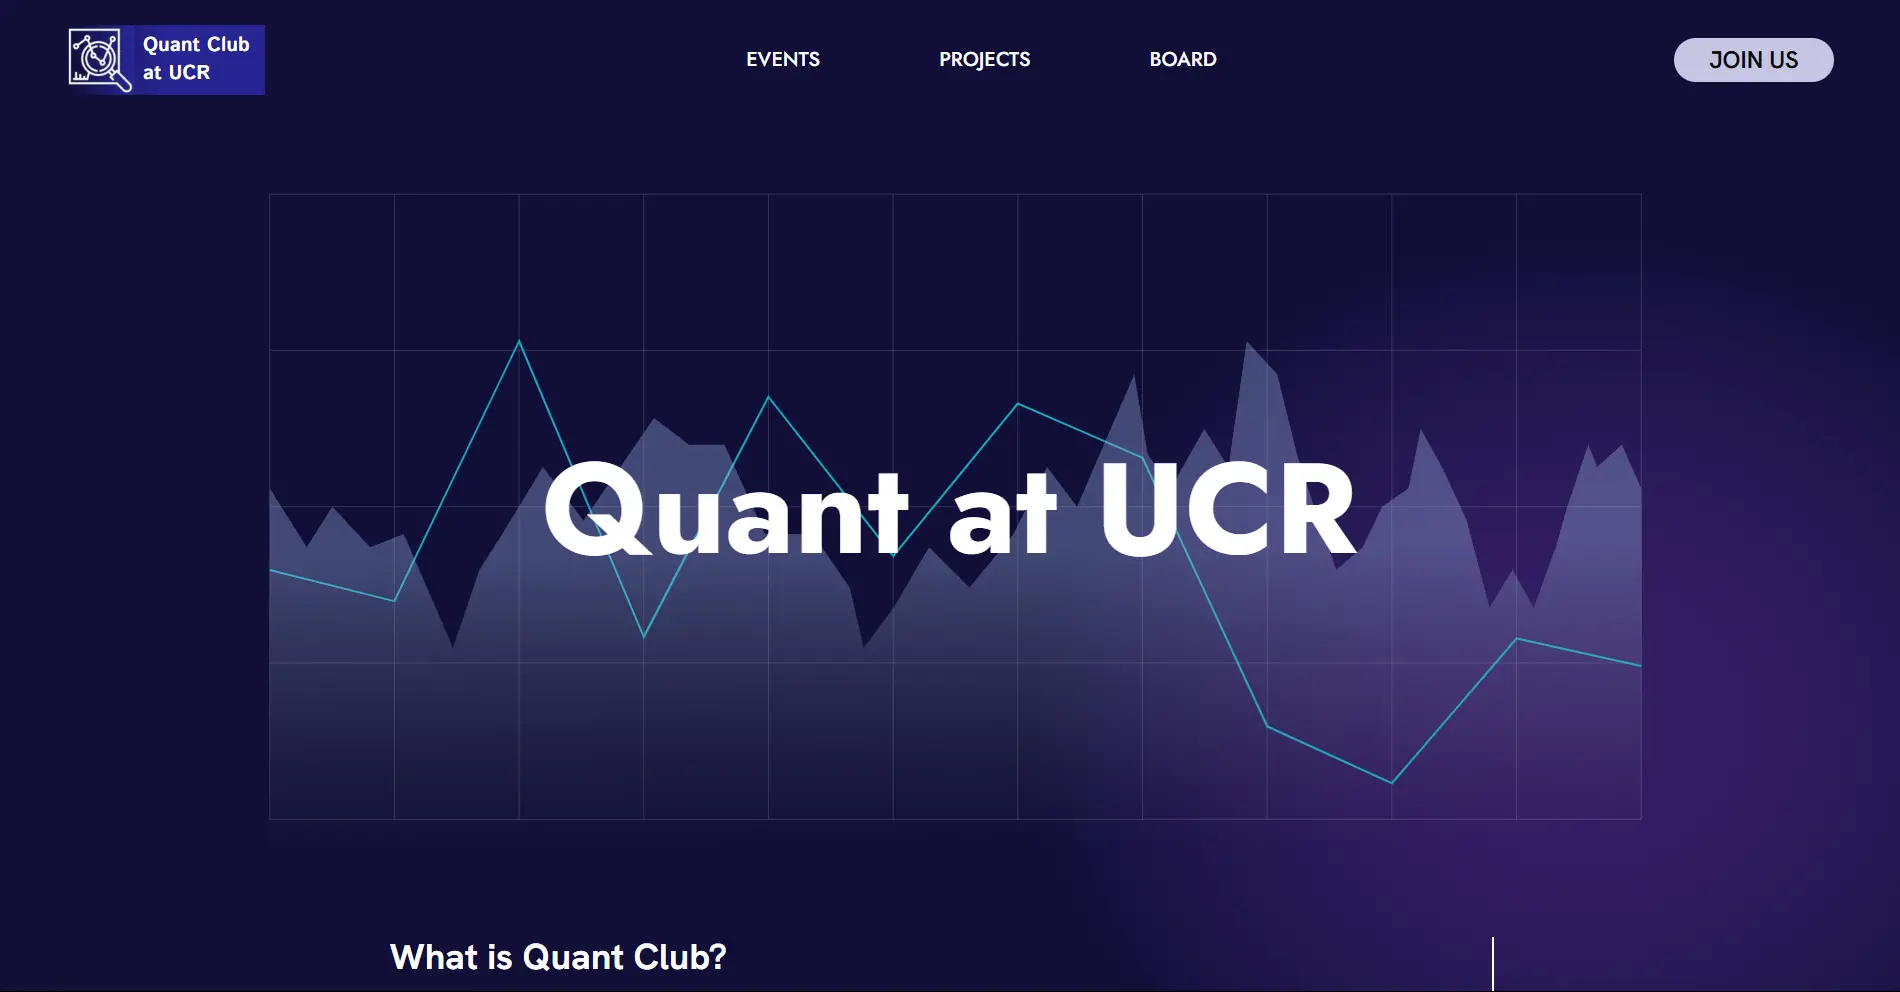 Quant Club
at UCR
EVENTS
PROJECTS
BOARD
JOIN US
Quant at UCR
What is Quant Club?